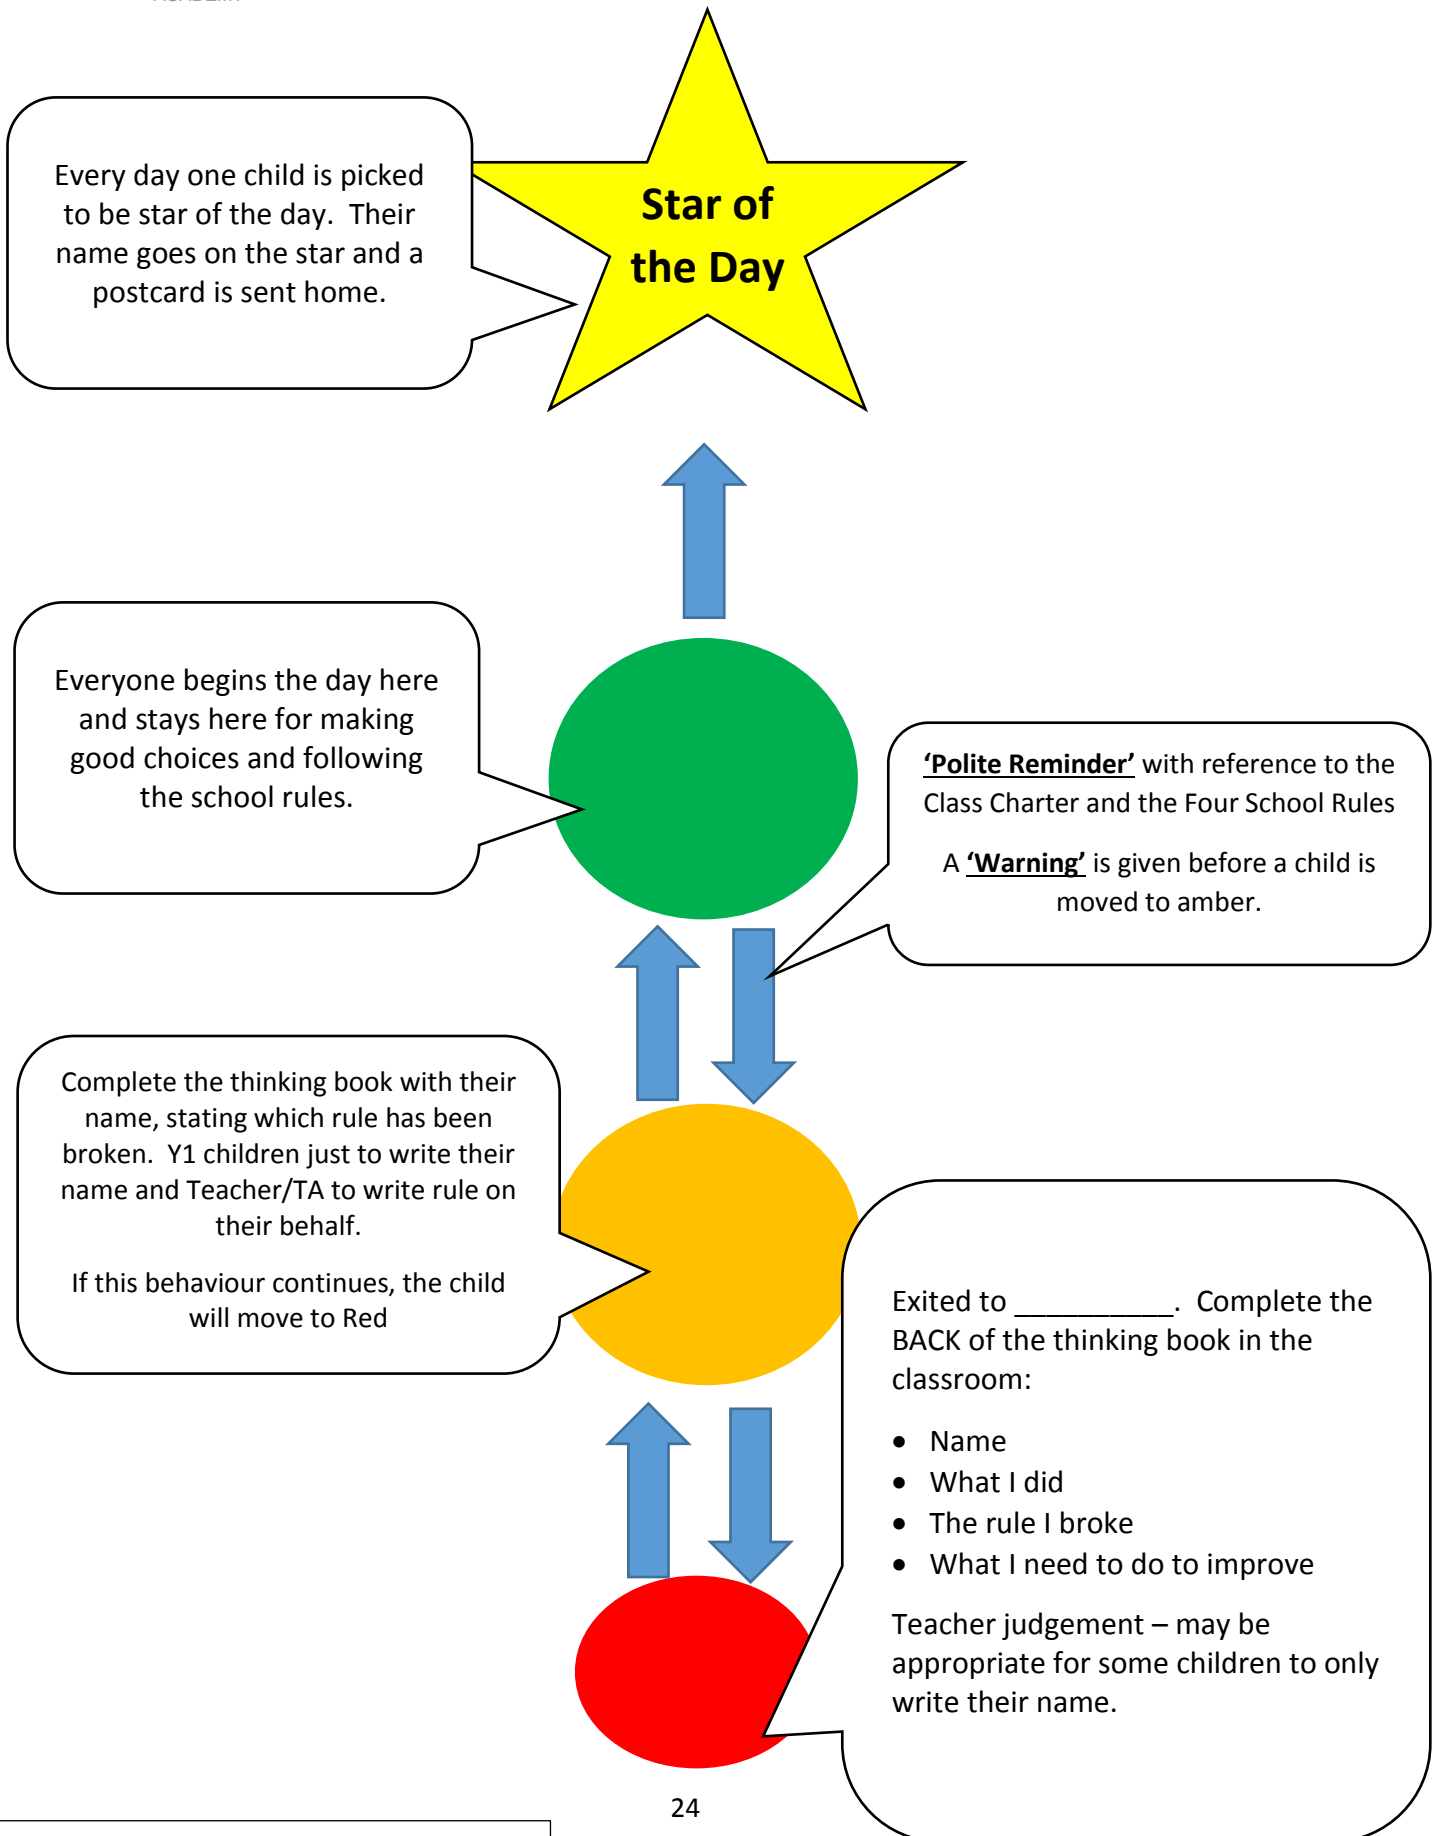 Every day one child is picked
to be star of the day.  Their
name goes on the star and a
postcard is sent home.
Star of
the Day
Everyone begins the day here
and stays here for making
good choices and following
the school rules.
‘Polite Reminder’ with reference to the
Class Charter and the Four School Rules
A ‘Warning’ is given before a child is
moved to amber.
Complete the thinking book with their
name, stating which rule has been
broken.  Y1 children just to write their
name and Teacher/TA to write rule on
their behalf.
If this behaviour continues, the child
will move to Red
Exited to __________.  Complete the
BACK of the thinking book in the
classroom:
• Name
• What I did
• The rule I broke
• What I need to do to improve
Teacher judgement – may be
appropriate for some children to only
write their name.
24